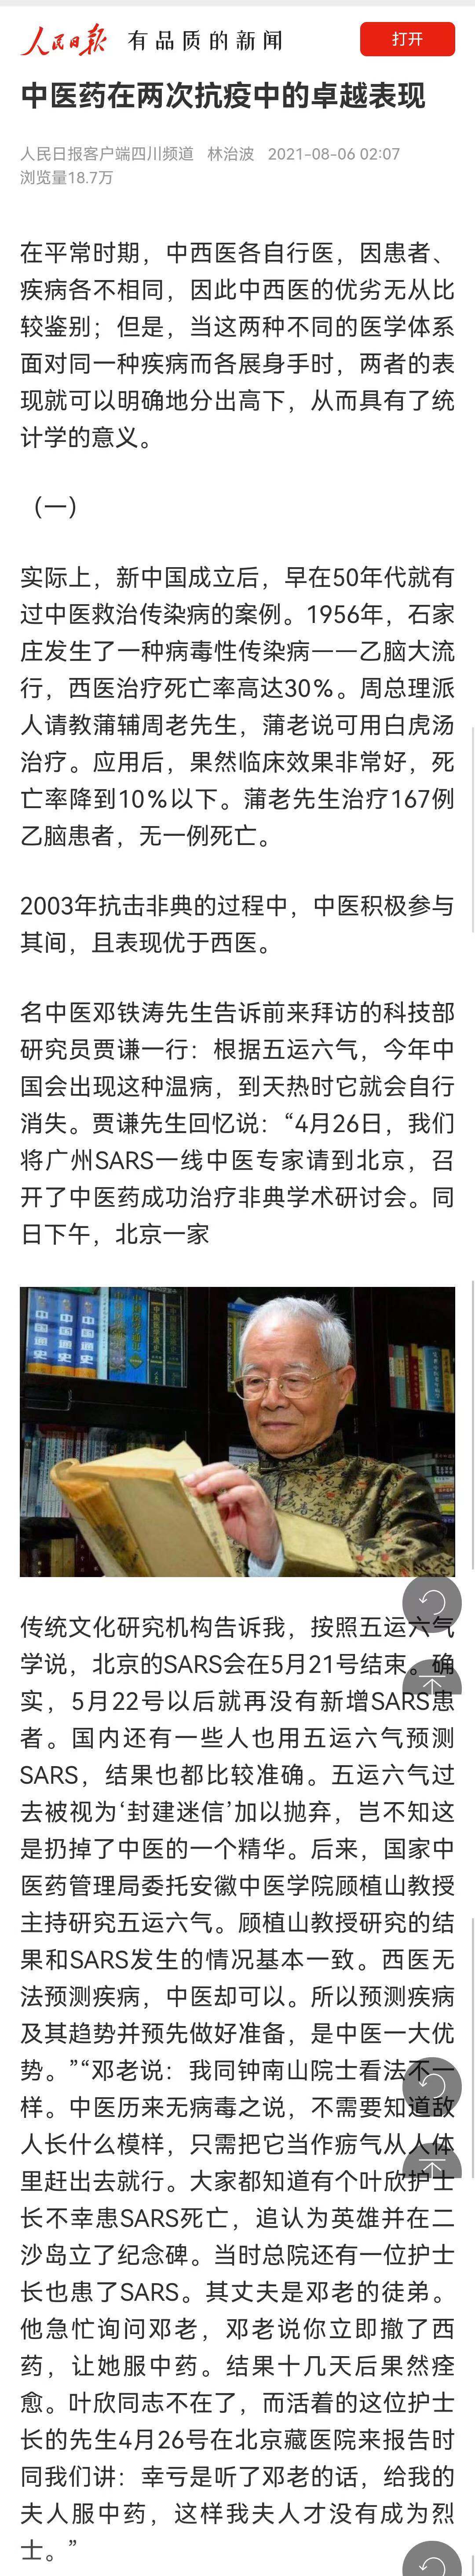 人民日报 有品质的新闻 打开
中医药在两次抗疫中的卓越表现
人民日报客户端四川频道 林治波 2021-08-06 02:07
浏览量18.7万
在平常时期，中西医各自行医，因患者、
疾病各不相同，因此中西医的优劣无从比
较鉴别；但是，当这两种不同的医学体系
面对同一种疾病而各展身手时，两者的表
现就可以明确地分出高下，从而具有了统
计学的意义。
（一）
实际上，新中国成立后，早在50年代就有
过中医救治传染病的案例。1956年，石家
庄发生了一种病毒性传染病一一乙脑大流
行，西医治疗死亡率高达30%。周总理派
人请教蒲辅周老先生，蒲老说可用白虎汤
治疗。应用后，果然临床效果非常好，死
亡率降到10%以下。蒲老先生治疗167例
乙脑患者，无一例死亡。
2003年抗击非典的过程中，中医积极参与
其间，且表现优于西医。
名中医邓铁涛先生告诉前来拜访的科技部
研究员贾谦一行：根据五运六气，今年中
国会出现这种温病，到天热时它就会自行
消失。贾谦先生回忆说：“4月26日，我们
将广州SARS一线中医专家请到北京，召
开了中医药成功治疗非典学术研讨会。同
日下午，北京一家
中国通史
中国通史
传统文化研究机构告诉我，按照五运六气
学说，北京的SARS会在5月21号结束。确
实，5月22号以后就再没有新增SARS患
者。国内还有一些人也用五运六气预测
SARS，结果也都比较准确。五运六气过
去被视为‘封建迷信’加以抛弃，岂不知这
是扔掉了中医的一个精华。后来，国家中
医药管理局委托安徽中医学院顾植山教授
主持研究五运六气。顾植山教授研究的结
果和SARS发生的情况基本一致。西医无
法预测疾病，中医却可以。所以预测疾病
及其趋势并预先做好准备，是中医一大优
势。”“邓老说：我同钟南山院士看法不一
样。中医历来无病毒之说，不需要知道敌
人长什么模样，只需把它当作疠气从人体
里赶出去就行。大家都知道有个叶欣护士
长不幸患SARS死亡，追认为英雄并在二
沙岛立了纪念碑。当时总院还有一位护士
长也患了SARS。其丈夫是邓老的徒弟。
他急忙询问邓老，邓老说你立即撤了西
药，让她服中药。结果十几天后果然痊
愈。叶欣同志不在了，而活着的这位护士
长的先生4月26号在北京藏医院来报告时
同我们讲：幸亏是听了邓老的话，给我的
夫人服中药，这样我夫人才没有成为烈
士。”